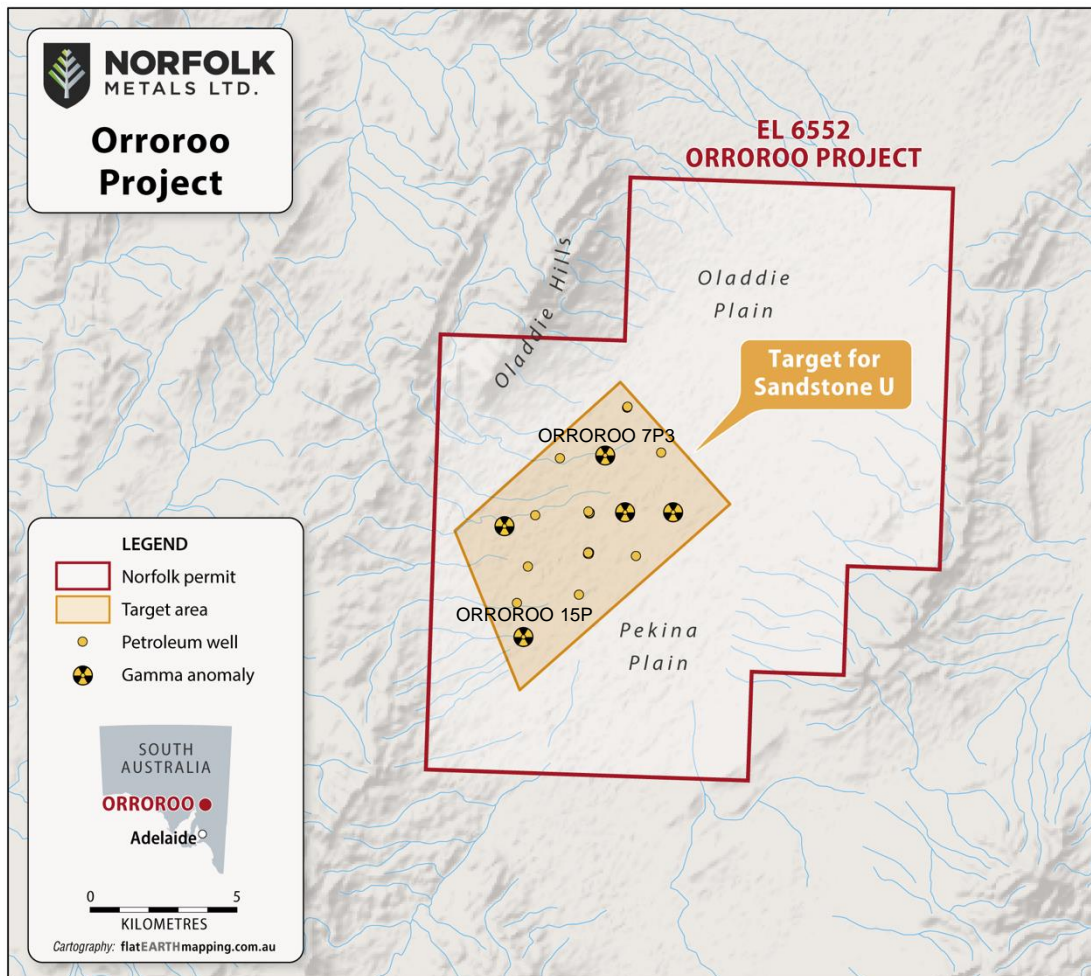 NORFOLK
METALS LTD.
Orroroo
Project
EL 6552
ORROROO PROJECT
Oladdie Hills
Oladdie
Plain
Target for
Sandstone U
ORROROO 7P3
ORROROO 15P
Pekina
Plain
LEGEND
Norfolk permit
Target area
Petroleum well
Gamma anomaly
SOUTH
AUSTRALIA
ORROROO
Adelaide
0 5
KILOMETRES
Cartography: flatEARTHmapping.com.au